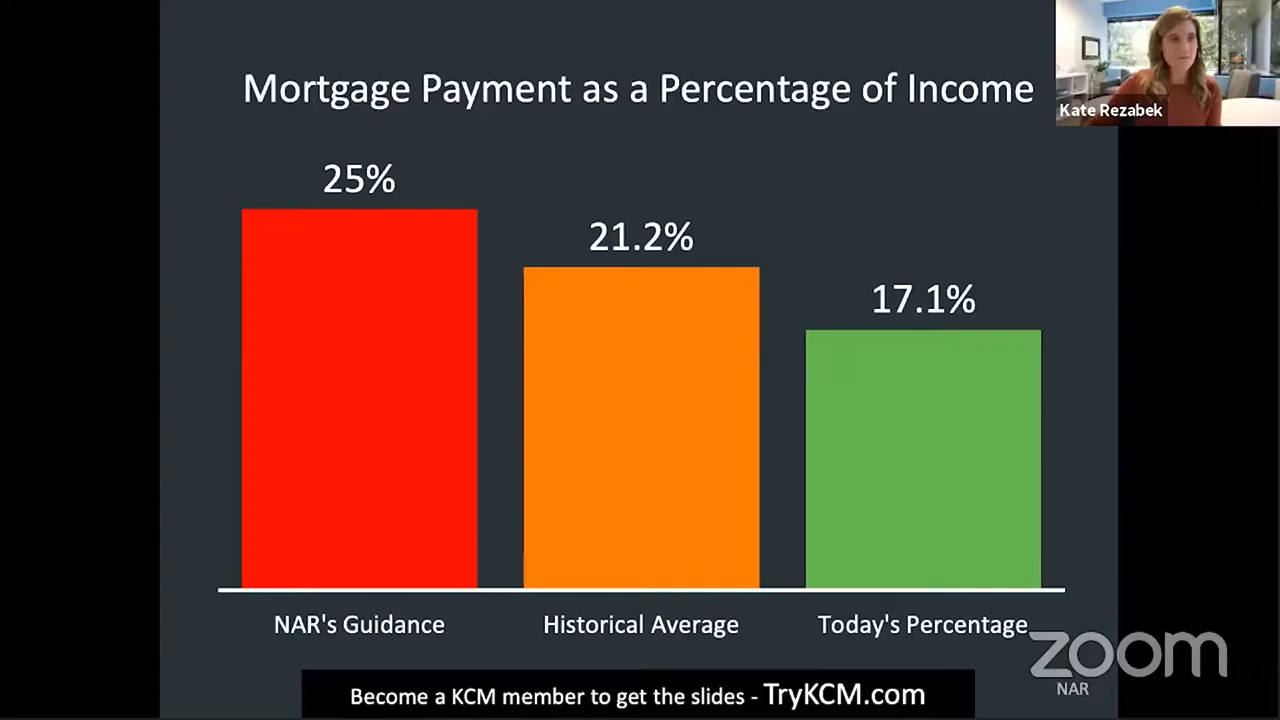 Mortgage Payment as a Percentage of Income
Kate Rezabek
25%
21.2%
17.1%
NAR's Guidance
Historical Average
Today's Percentage
zoom
NAR
Become a KCM member to get the slides - TryKCM.com